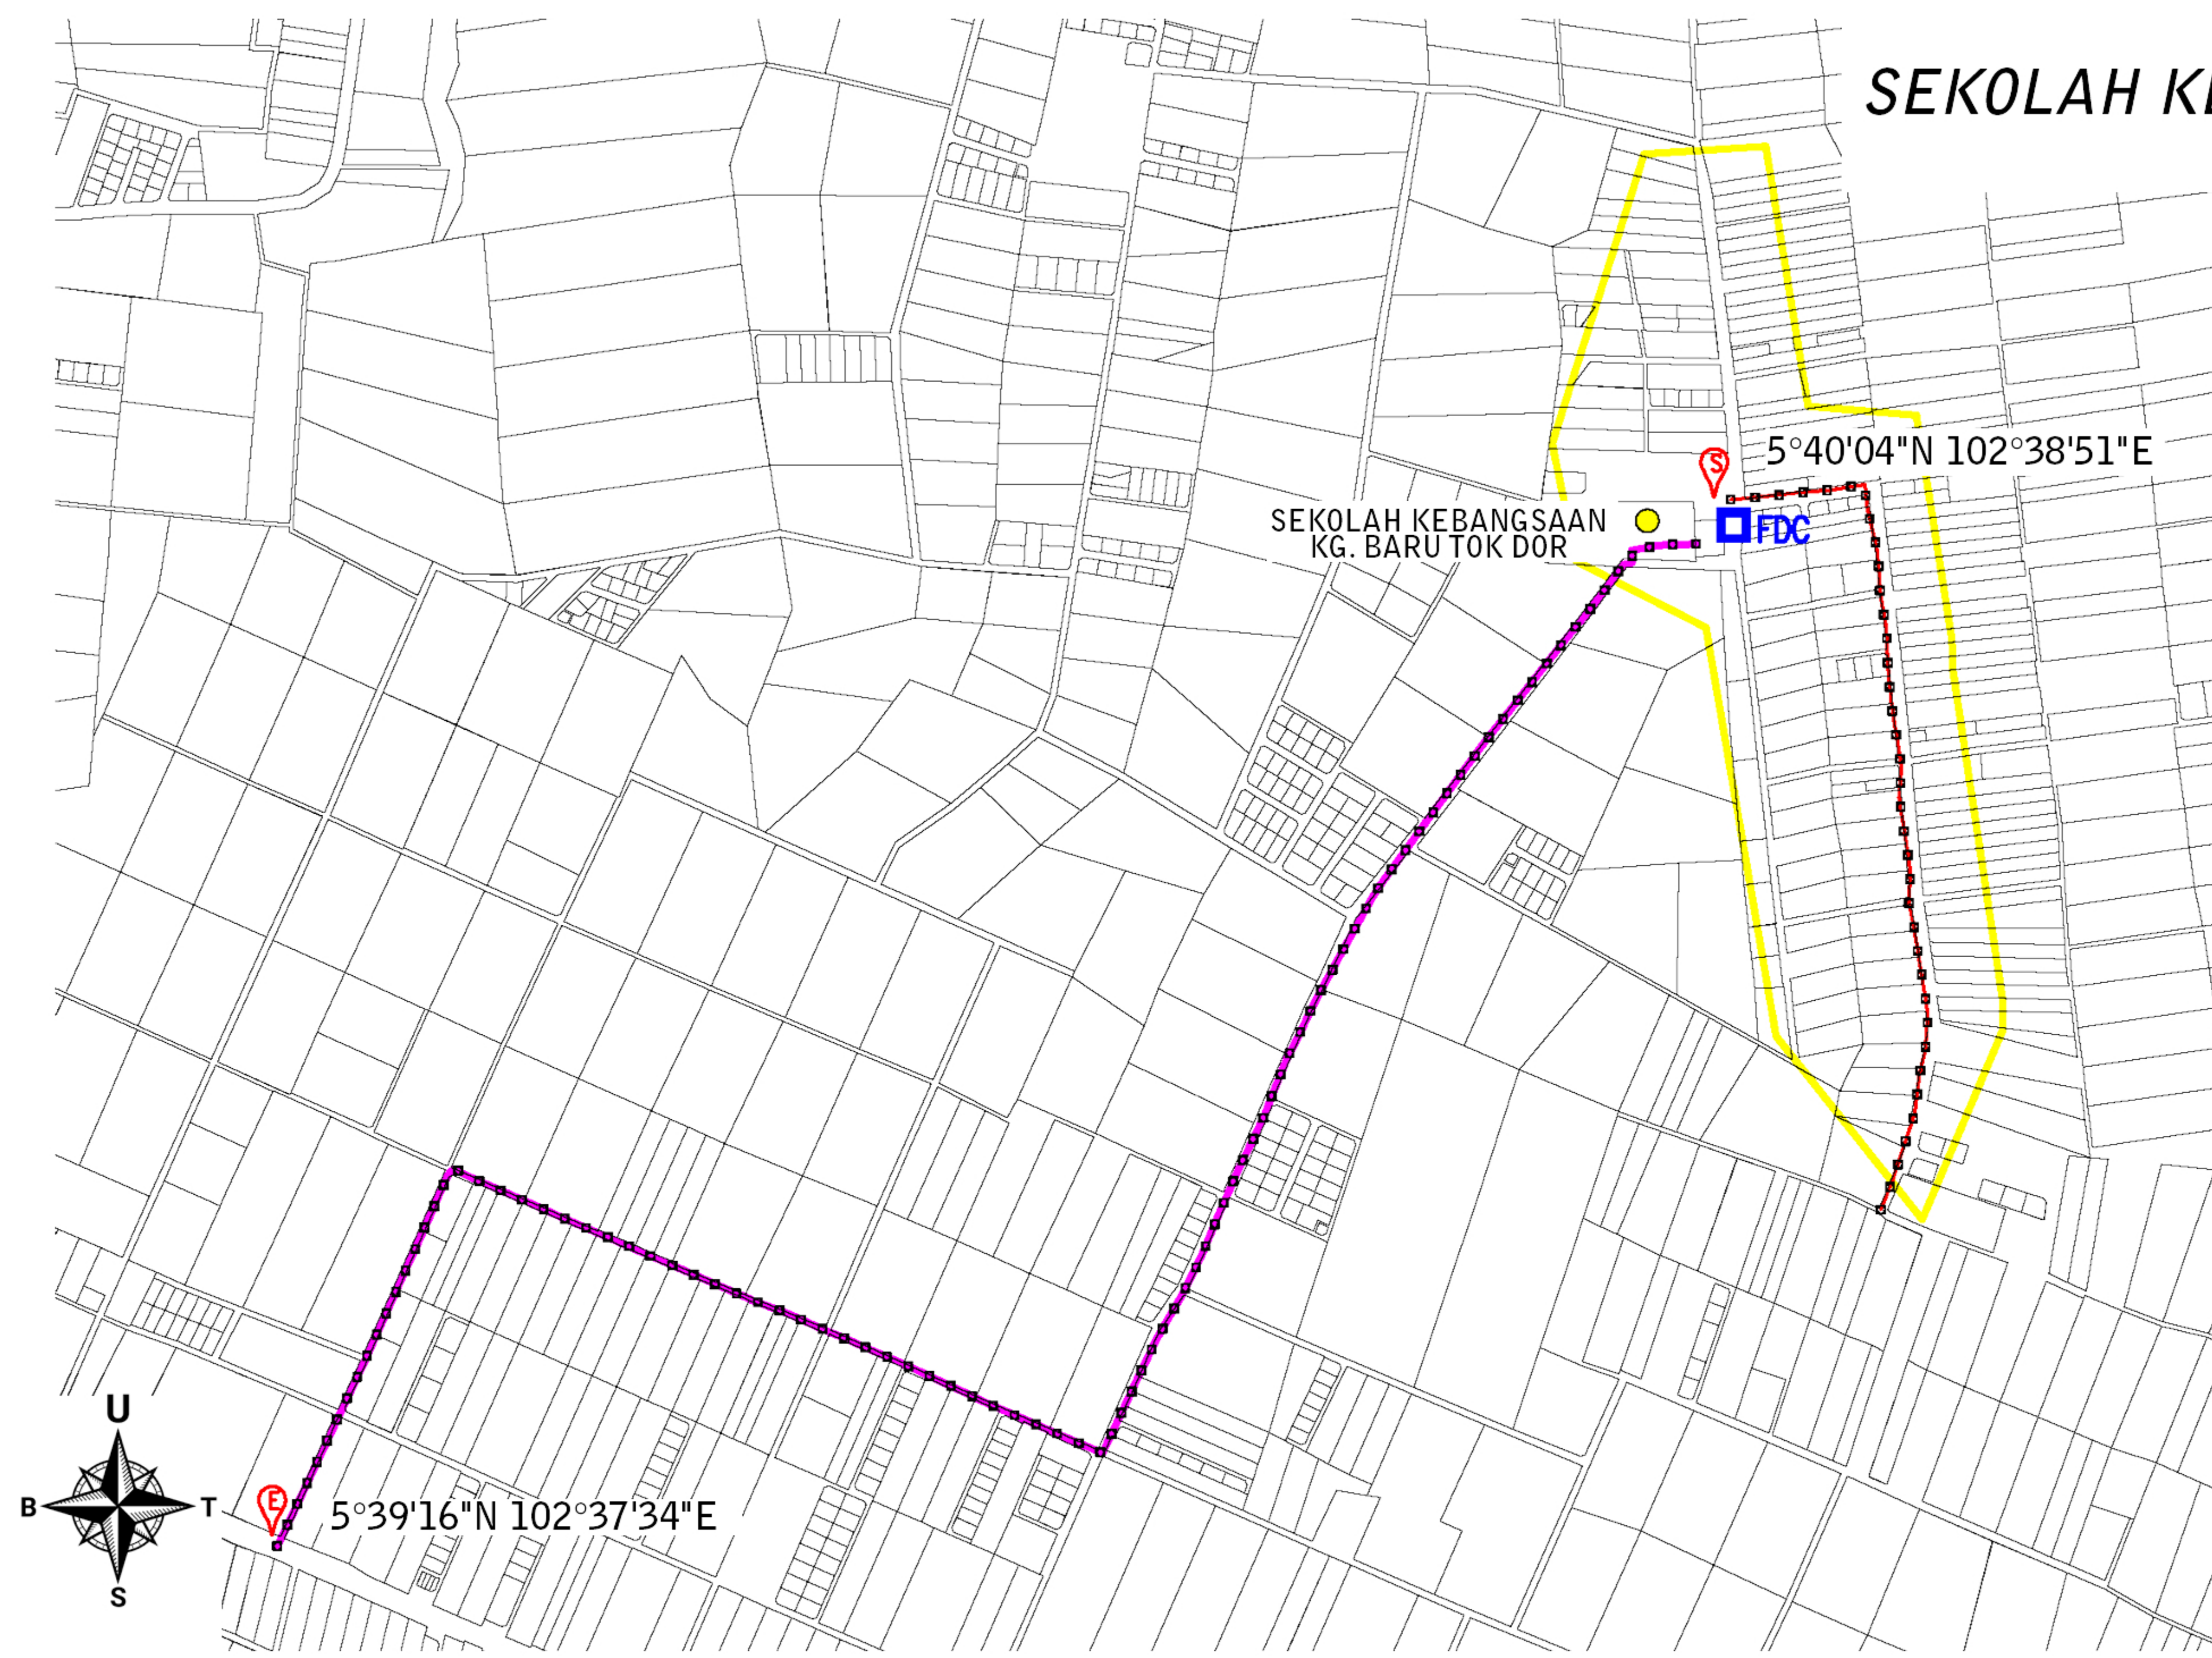 SEKOLAH KE
S
5°40'04"N 102°38'51"E
SEKOLAH KEBANGSAAN
KG. BARU TOK DOR
FDC
U
B
T
E
5°39'16"N 102°37'34"E
S